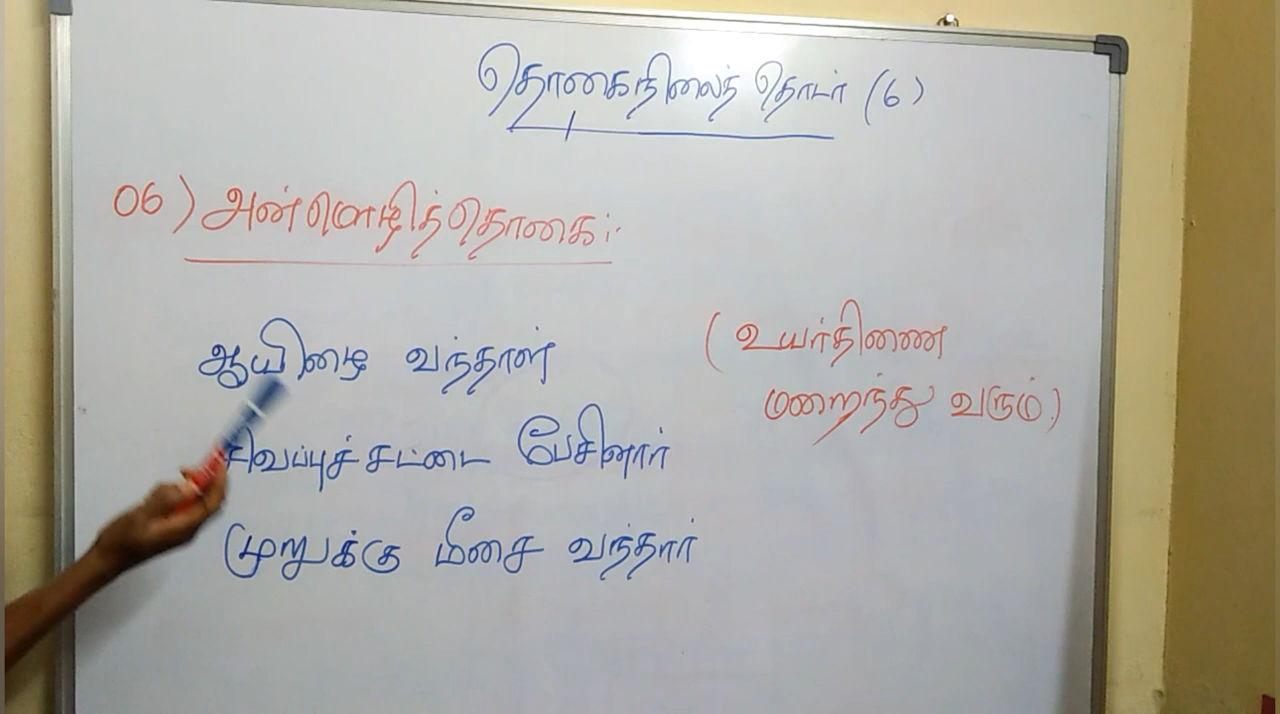 தொகைநிலைத் தொடர் (6)
06) அன்மொழித்தொகை:-
ஆயிழை வந்தாள்
(உயர்திணை
மறைந்து வரும்)
சிவப்புச் சட்டை பேசினார்
முறுக்கு மீசை வந்தார்